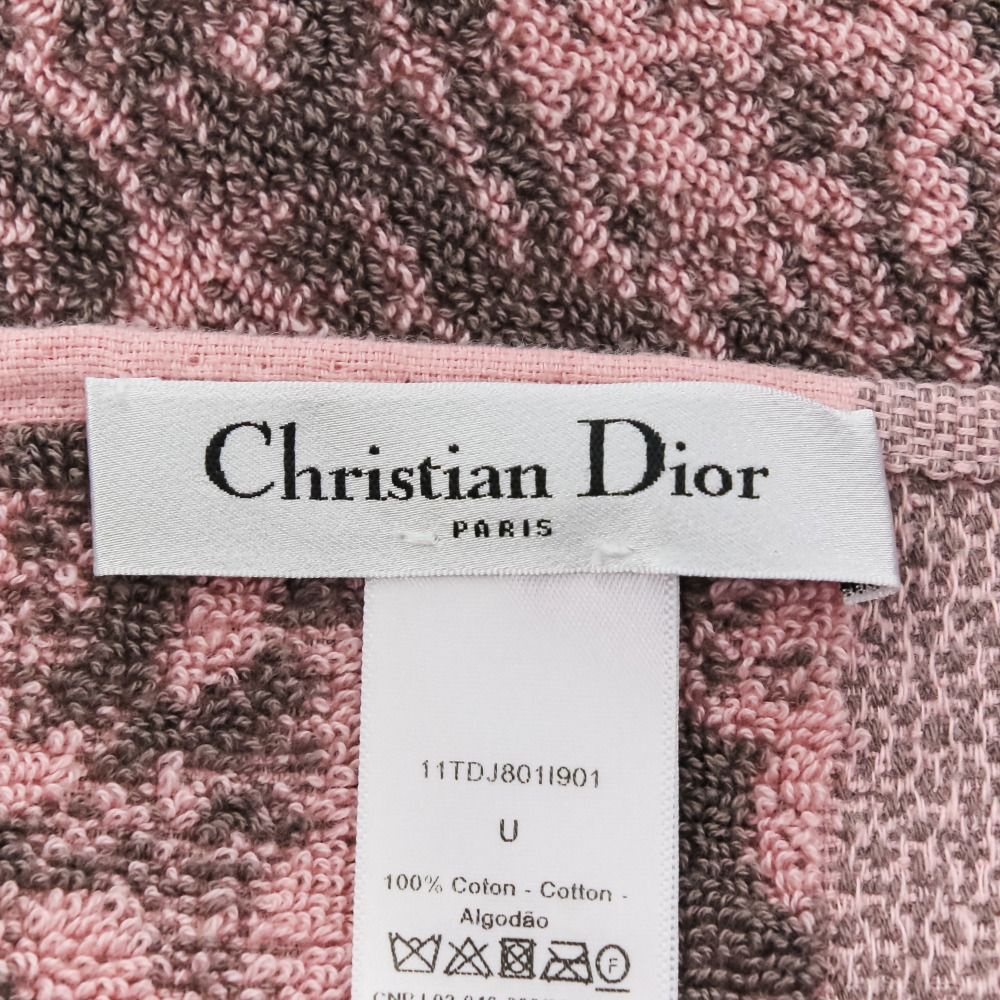 Christian Dior
PARIS
11TDJ801I901
U
100% Coton - Cotton -
Algodão
F